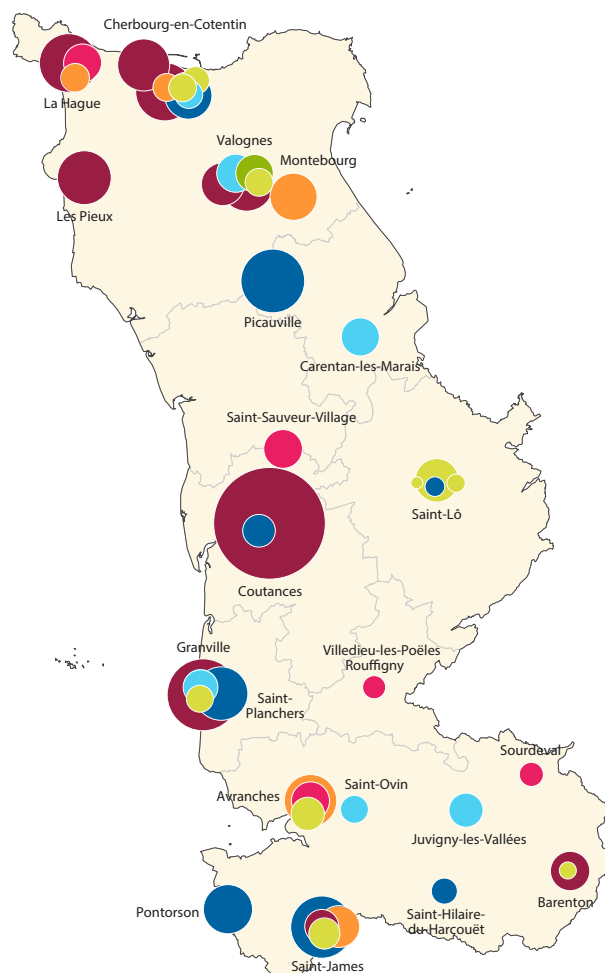 Cherbourg-en-Cotentin
La Hague
Valognes
Montebourg
Les Pieux
Picauville
Carentan-les-Marais
Saint-Sauveur-Village
Saint-Lô
Coutances
Granville
Villedieu-les-Poëles
Rouffigny
Saint-
Planchers
Sourdeval
Avranches
Saint-Ovin
Juvigny-les-Vallées
Barenton
Pontorson
Saint-Hilaire-
du-Harcouët
Saint-James